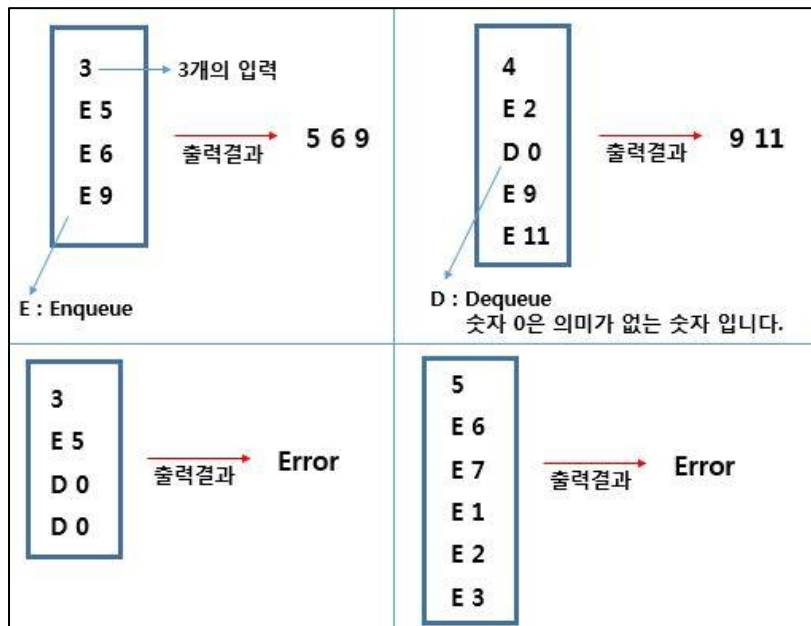 3 3개의 입력
E 5
E 6
E 9
출력결과 5 6 9
E : Enqueue
4
E 2
D 0
E 9
E 11
출력결과 9 11
D : Dequeue
숫자 0은 의미가 없는 숫자 입니다.
3
E 5
D 0
D 0
출력결과 Error
5
E 6
E 7
E 1
E 2
E 3
출력결과 Error